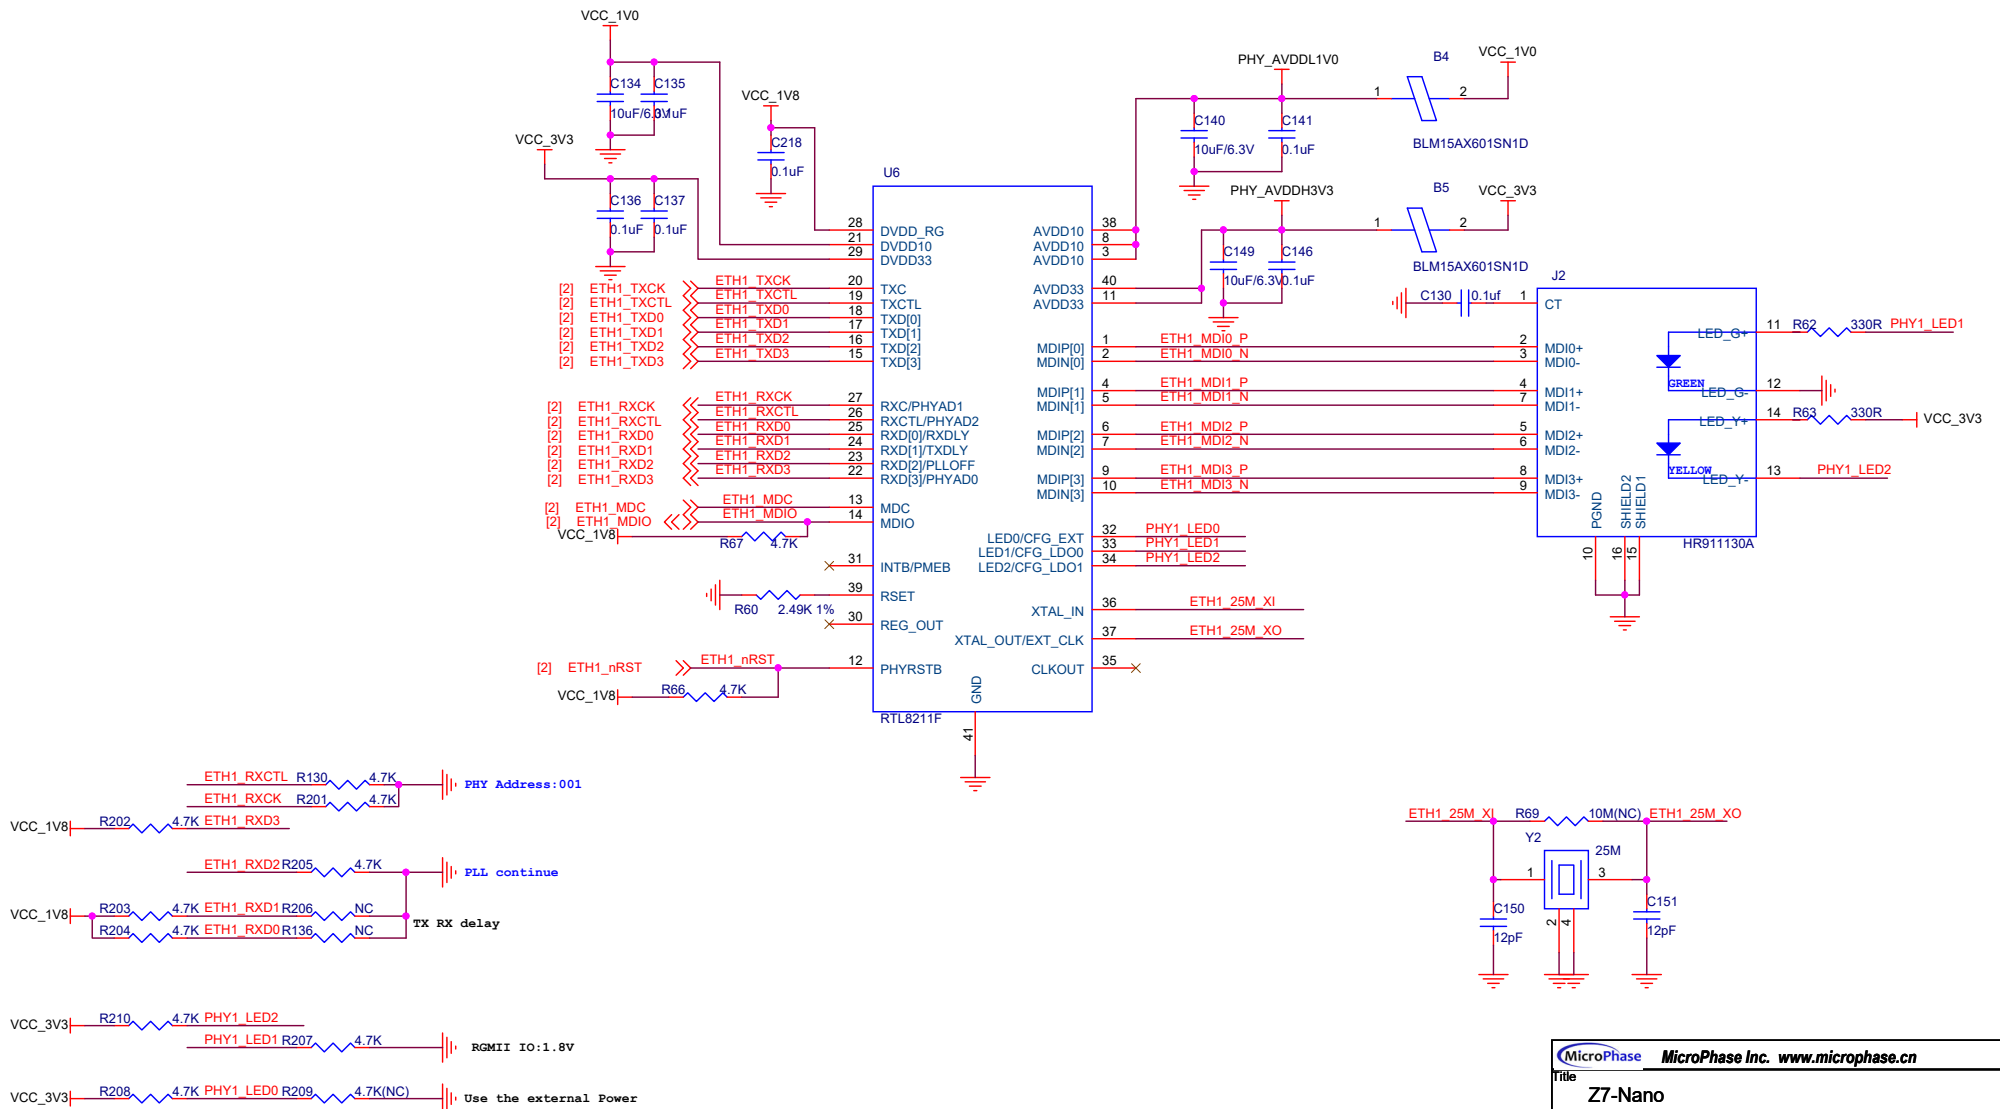 VCC_1V0
C134
C135
10uF/6.3V
0.1uF
VCC_3V3
C136
C137
0.1uF
0.1uF
VCC_1V8
C218
0.1uF
PHY_AVDDL1V0
B4
VCC_1V0
1
2
C140
C141
10uF/6.3V
0.1uF
BLM15AX601SN1D
PHY_AVDDH3V3
B5
VCC_3V3
1
2
C149
C146
10uF/6.3V
0.1uF
BLM15AX601SN1D
U6
28 DVDD_RG
21 DVDD10
29 DVDD33
[2] ETH1_TXCK ETH1_TXCK 20 TXC
[2] ETH1_TXCTL ETH1_TXCTL 19 TXCTL
[2] ETH1_TXD0 ETH1_TXD0 18 TXD[0]
[2] ETH1_TXD1 ETH1_TXD1 17 TXD[1]
[2] ETH1_TXD2 ETH1_TXD2 16 TXD[2]
[2] ETH1_TXD3 ETH1_TXD3 15 TXD[3]
[2] ETH1_RXCK ETH1_RXCK 27 RXC/PHYAD1
[2] ETH1_RXCTL ETH1_RXCTL 26 RXCTL/PHYAD2
[2] ETH1_RXD0 ETH1_RXD0 25 RXD[0]/RXDLY
[2] ETH1_RXD1 ETH1_RXD1 24 RXD[1]/TXDLY
[2] ETH1_RXD2 ETH1_RXD2 23 RXD[2]/PLLOFF
[2] ETH1_RXD3 ETH1_RXD3 22 RXD[3]/PHYAD0
[2] ETH1_MDC ETH1_MDC 13 MDC
[2] ETH1_MDIO ETH1_MDIO 14 MDIO
VCC_1V8 R67 4.7K
31 INTB/PMEB
R60 2.49K 1% 39 RSET
30 REG_OUT
[2] ETH1_nRST ETH1_nRST 12 PHYRSTB
VCC_1V8 R66 4.7K
AVDD10 38
AVDD10 8
AVDD10 3
AVDD33 40
AVDD33 11
MDIP[0] 1 ETH1_MDI0_P
MDIN[0] 2 ETH1_MDI0_N
MDIP[1] 4 ETH1_MDI1_P
MDIN[1] 5 ETH1_MDI1_N
MDIP[2] 6 ETH1_MDI2_P
MDIN[2] 7 ETH1_MDI2_N
MDIP[3] 9 ETH1_MDI3_P
MDIN[3] 10 ETH1_MDI3_N
LED0/CFG_EXT 32 PHY1_LED0
LED1/CFG_LDO0 33 PHY1_LED1
LED2/CFG_LDO1 34 PHY1_LED2
XTAL_IN 36 ETH1_25M_XI
XTAL_OUT/EXT_CLK 37 ETH1_25M_XO
CLKOUT 35
GND
41
RTL8211F
J2
C130 0.1uf 1 CT
2 MDI0+
3 MDI0-
4 MDI1+
7 MDI1-
5 MDI2+
6 MDI2-
8 MDI3+
9 MDI3-
LED_G+ 11 R62 330R PHY1_LED1
GREEN
LED_G- 12
LED_Y+ 14 R63 330R VCC_3V3
YELLOW
LED_Y- 13 PHY1_LED2
PGND
SHIELD2
SHIELD1
10
16
15
HR911130A
ETH1_RXCTL R130 4.7K PHY Address:001
ETH1_RXCK R201 4.7K
VCC_1V8 R202 4.7K ETH1_RXD3
ETH1_RXD2 R205 4.7K PLL continue
VCC_1V8 R203 4.7K ETH1_RXD1 R206 NC
TX RX delay
R204 4.7K ETH1_RXD0 R136 NC
VCC_3V3 R210 4.7K PHY1_LED2
PHY1_LED1 R207 4.7K RGMII IO:1.8V
VCC_3V3 R208 4.7K PHY1_LED0 R209 4.7K(NC) Use the external Power
ETH1_25M_XI R69 10M(NC) ETH1_25M_XO
Y2
25M
1
3
2
4
C150
12pF
C151
12pF
MicroPhase MicroPhase Inc. www.microphase.cn
Title
Z7-Nano